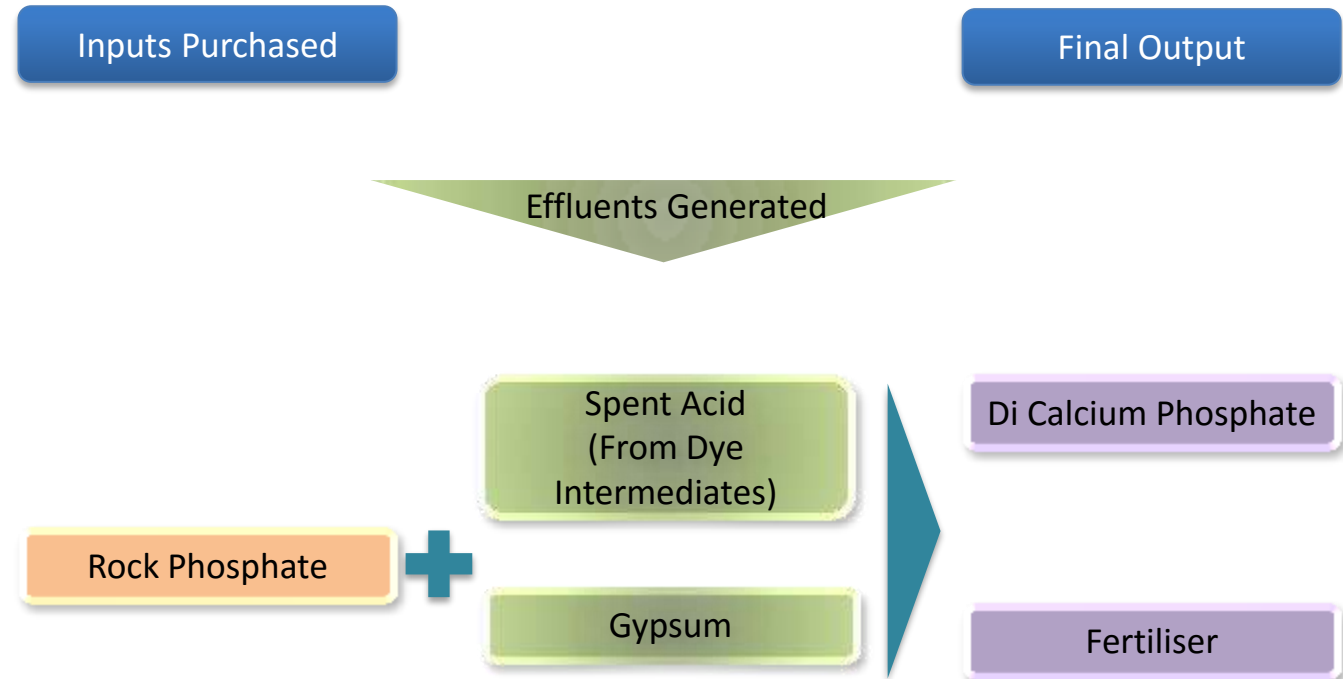 Inputs Purchased
Final Output
Effluents Generated
Spent Acid
(From Dye
Intermediates)
Di Calcium Phosphate
Rock Phosphate
Gypsum
Fertiliser